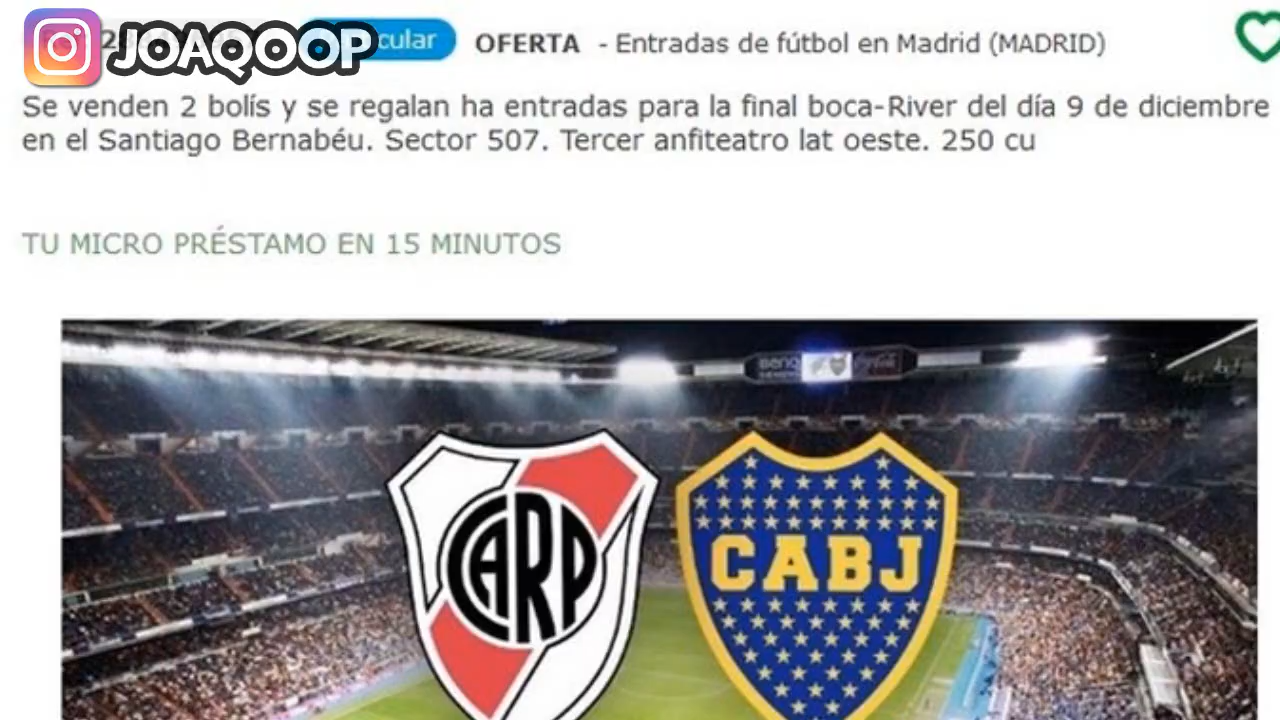 JOAQOOP
cular
OFERTA - Entradas de fútbol en Madrid (MADRID)
Se venden 2 bolís y se regalan ha entradas para la final boca-River del día 9 de diciembre
en el Santiago Bernabéu. Sector 507. Tercer anfiteatro lat oeste. 250 cu
TU MICRO PRÉSTAMO EN 15 MINUTOS
CARP
CABJ